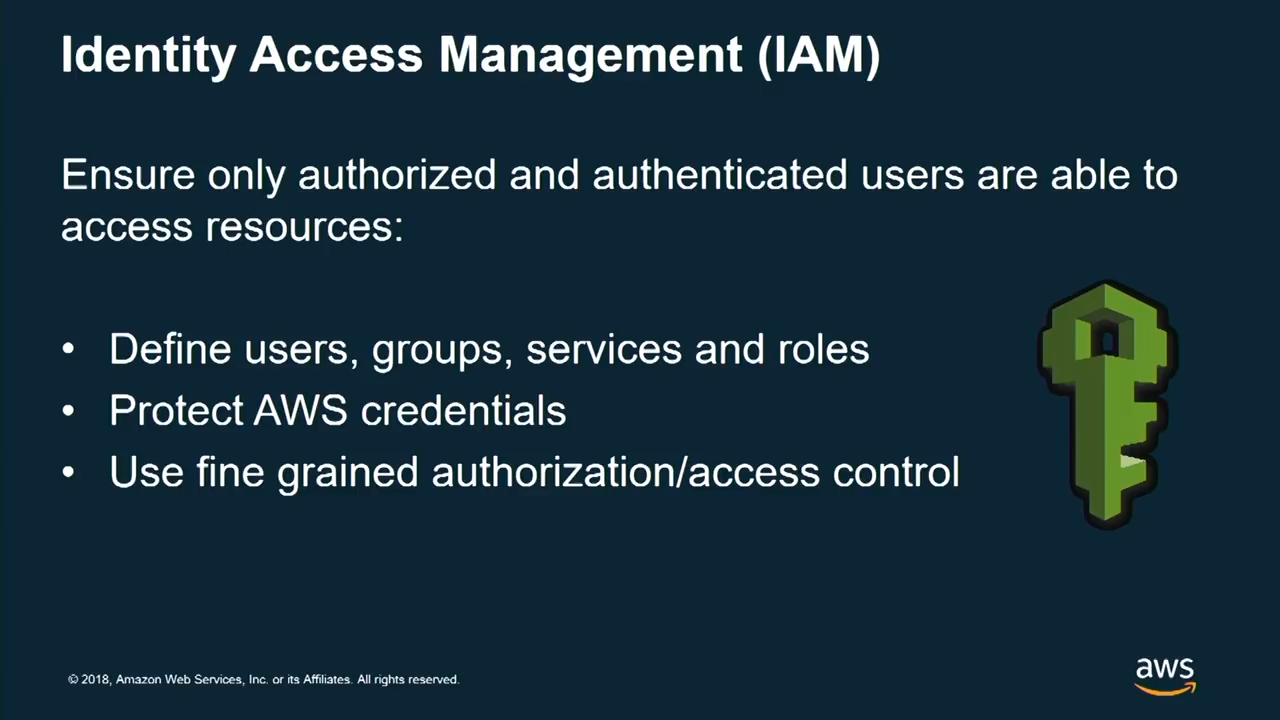 Identity Access Management (IAM)
Ensure only authorized and authenticated users are able to
access resources:
• Define users, groups, services and roles
• Protect AWS credentials
• Use fine grained authorization/access control
© 2018, Amazon Web Services, Inc. or its Affiliates. All rights reserved.
aws